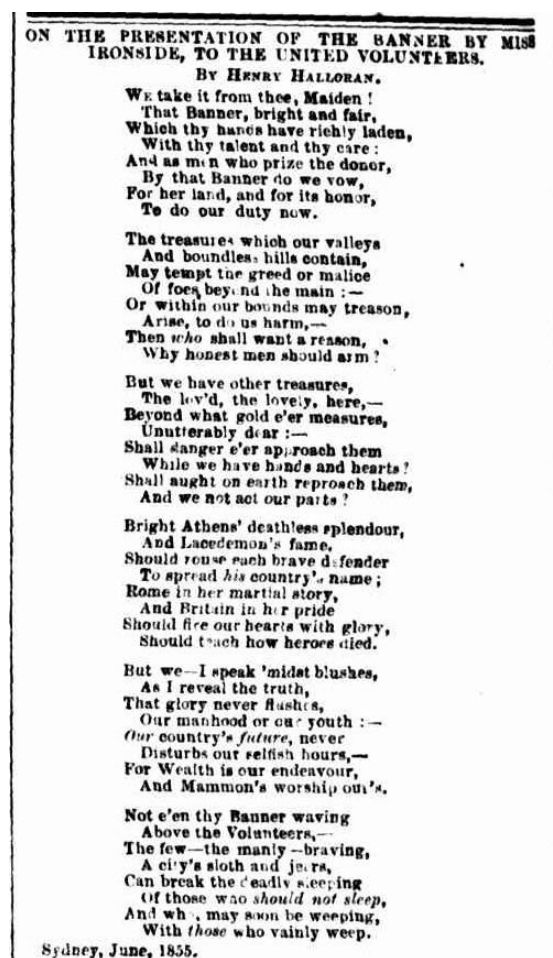 ON THE PRESENTATION OF THE BANNER BY MISS
IRONSIDE, TO THE UNITED VOLUNTEERS.
BY HENRY HALLORAN.
WE take it from thee, Maiden !
That Banner, bright and fair,
Which thy hands have richly laden,
With thy talent and thy care :
And as men who prize the donor,
By that Banner do we vow,
For her land, and for its honor,
To do our duty now.
The treasures which our valleys
And boundless hills contain,
May tempt the greed or malice
Of foes beyend the main :—
Or within our bounds may treason,
Arise, to do us harm,—
Then who shall want a reason,
Why honest men should arm ?
But we have other treasures,
The lov'd, the lovely, here,—
Beyond what gold e'er measures,
Unutterably dear :—
Shall danger e'er approach them
While we have hands and hearts ?
Shall aught on earth reproach them,
And we not act our parts ?
Bright Athens' deathless splendour,
And Lacedemon's fame,
Should rouse each brave defender
To spread his country's name ;
Rome in her martial story,
And Britain in her pride
Should fire our hearts with glory,
Should teach how heroes died.
But we—I speak 'midst blushes,
As I reveal the truth,
That glory never flushes,
Our manhood or our youth :—
Our country's future, never
Disturbs our selfish hours,—
For Wealth is our endeavour,
And Mammon's worship our's.
Not e'en thy Banner waving
Above the Volunteers,—
The few—the manly—braving,
A city's sloth and jeers,
Can break the deadly sleeping
Of those who should not sleep,
And who, may soon be weeping,
With those who vainly weep.
Sydney, June, 1855.